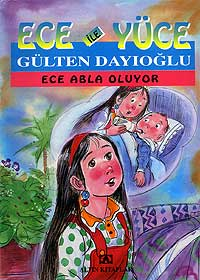 ECE İLE YÜCE
GÜLTEN DAYIOĞLU
ECE ABLA OLUYOR
ALTIN KİTAPLAR